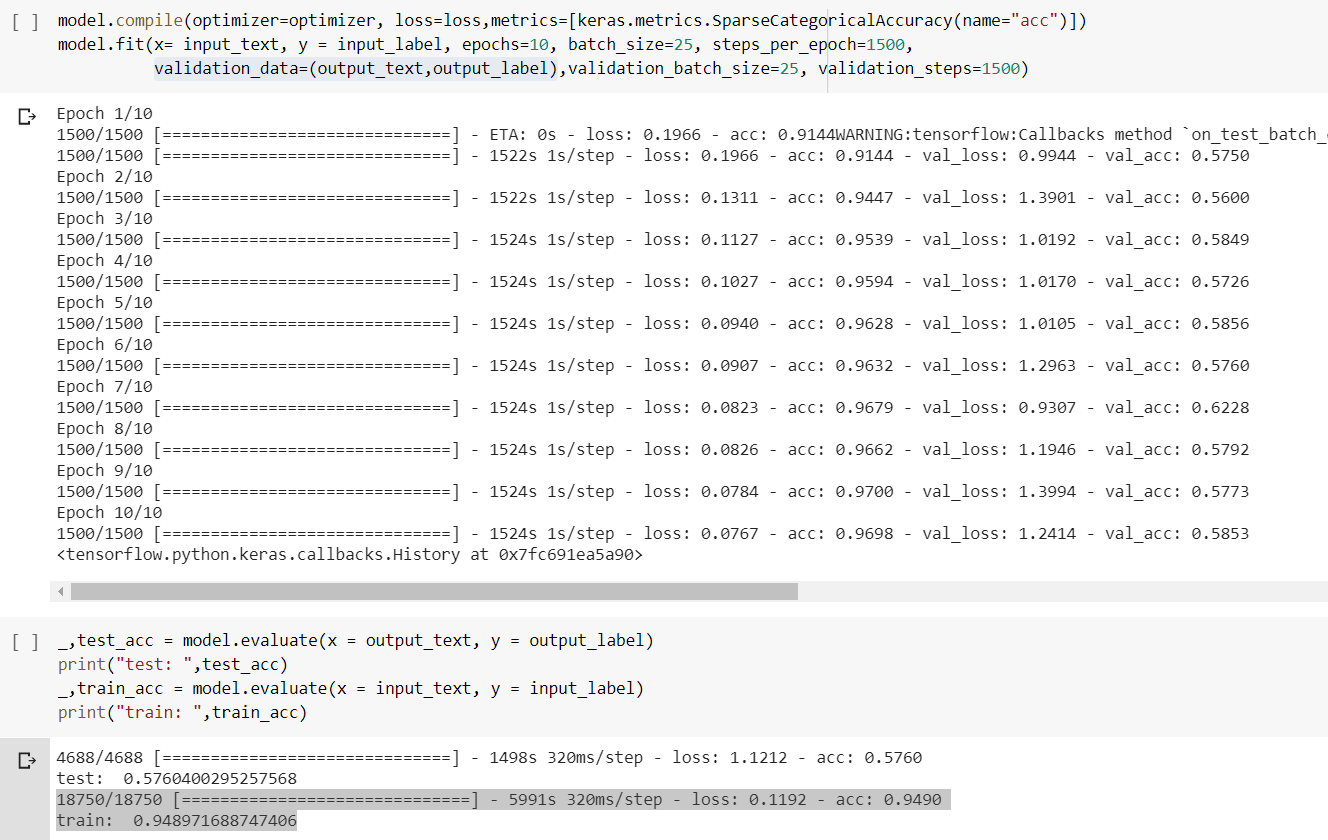 [ ] model.compile(optimizer=optimizer, loss=loss,metrics=[keras.metrics.SparseCategoricalAccuracy(name="acc")])
model.fit(x= input_text, y = input_label, epochs=10, batch_size=25, steps_per_epoch=1500,
validation_data=(output_text,output_label),validation_batch_size=25, validation_steps=1500)
Epoch 1/10
1500/1500 [==============================] - ETA: 0s - loss: 0.1966 - acc: 0.9144WARNING:tensorflow:Callbacks method `on_test_batch_
1500/1500 [==============================] - 1522s 1s/step - loss: 0.1966 - acc: 0.9144 - val_loss: 0.9944 - val_acc: 0.5750
Epoch 2/10
1500/1500 [==============================] - 1522s 1s/step - loss: 0.1311 - acc: 0.9447 - val_loss: 1.3901 - val_acc: 0.5600
Epoch 3/10
1500/1500 [==============================] - 1524s 1s/step - loss: 0.1127 - acc: 0.9539 - val_loss: 1.0192 - val_acc: 0.5849
Epoch 4/10
1500/1500 [==============================] - 1524s 1s/step - loss: 0.1027 - acc: 0.9594 - val_loss: 1.0170 - val_acc: 0.5726
Epoch 5/10
1500/1500 [==============================] - 1524s 1s/step - loss: 0.0940 - acc: 0.9628 - val_loss: 1.0105 - val_acc: 0.5856
Epoch 6/10
1500/1500 [==============================] - 1524s 1s/step - loss: 0.0907 - acc: 0.9632 - val_loss: 1.2963 - val_acc: 0.5760
Epoch 7/10
1500/1500 [==============================] - 1524s 1s/step - loss: 0.0823 - acc: 0.9679 - val_loss: 0.9307 - val_acc: 0.6228
Epoch 8/10
1500/1500 [==============================] - 1524s 1s/step - loss: 0.0826 - acc: 0.9662 - val_loss: 1.1946 - val_acc: 0.5792
Epoch 9/10
1500/1500 [==============================] - 1524s 1s/step - loss: 0.0784 - acc: 0.9700 - val_loss: 1.3994 - val_acc: 0.5773
Epoch 10/10
1500/1500 [==============================] - 1524s 1s/step - loss: 0.0767 - acc: 0.9698 - val_loss: 1.2414 - val_acc: 0.5853
<tensorflow.python.keras.callbacks.History at 0x7fc691ea5a90>
[ ] _,test_acc = model.evaluate(x = output_text, y = output_label)
print("test: ",test_acc)
_,train_acc = model.evaluate(x = input_text, y = input_label)
print("train: ",train_acc)
4688/4688 [==============================] - 1498s 320ms/step - loss: 1.1212 - acc: 0.5760
test:  0.5760400295257568
18750/18750 [==============================] - 5991s 320ms/step - loss: 0.1192 - acc: 0.9490
train:  0.948971688747406